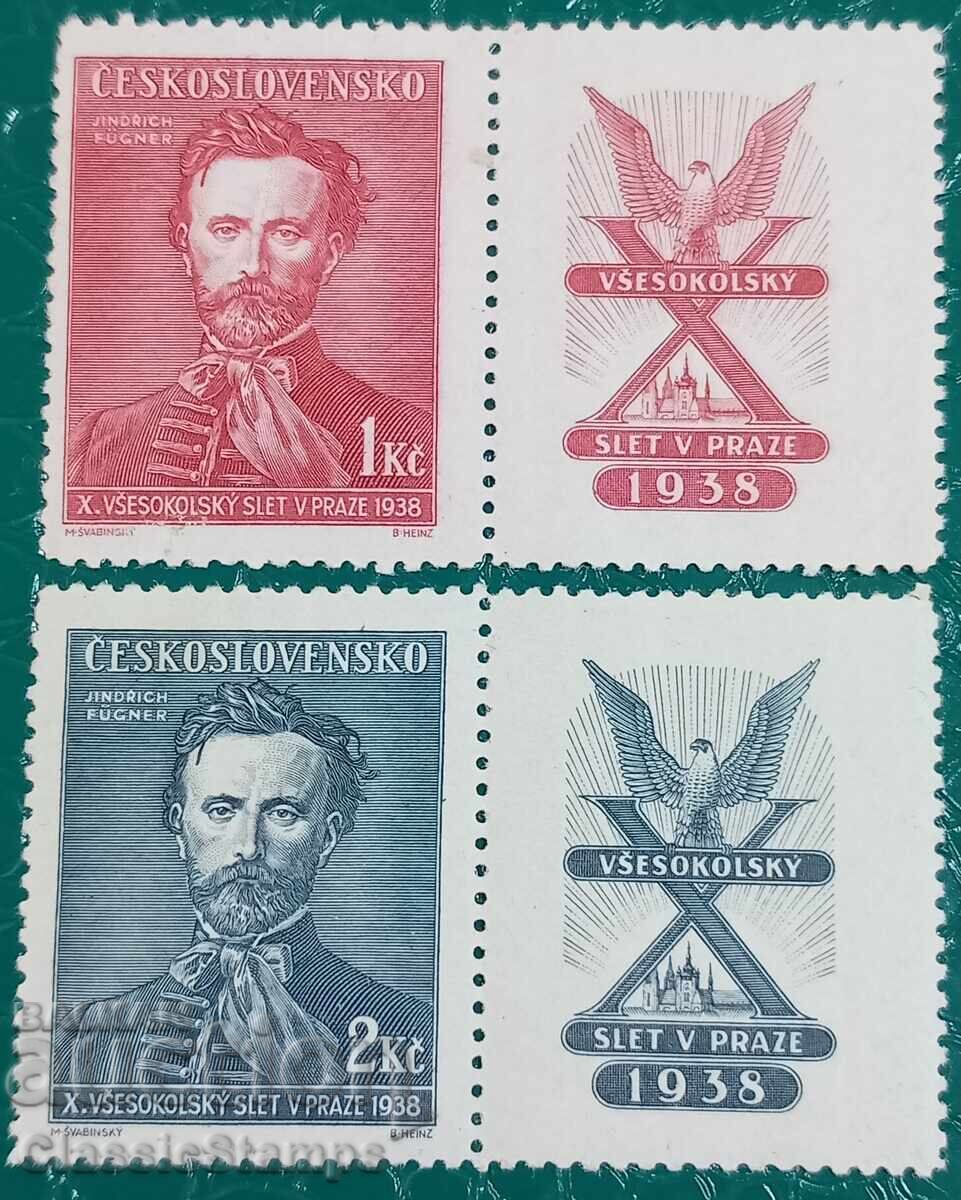 ČESKOSLOVENSKO
JINDŘICH
FÜGNER
1Kč
X. VŠESOKOLSKÝ SLET V PRAZE 1938
M·ŠVABINSKÝ
B·HEINZ
X
VŠESOKOLSKÝ
SLET V PRAZE
1938
ČESKOSLOVENSKO
JINDŘICH
FÜGNER
2Kč
X. VŠESOKOLSKÝ SLET V PRAZE 1938
M·ŠVABINSKÝ
B·HEINZ
X
VŠESOKOLSKÝ
SLET V PRAZE
1938
ClassicStamps